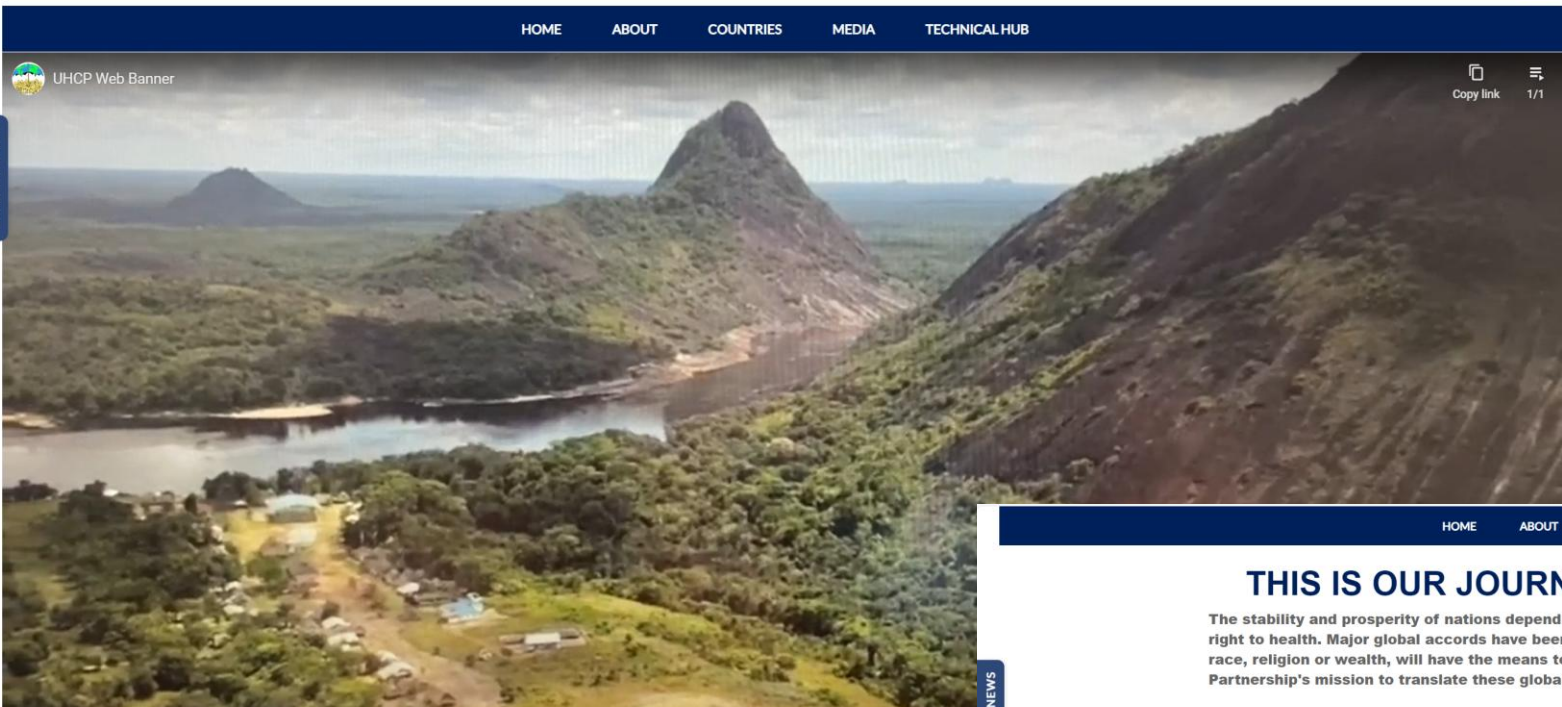 HOME ABOUT COUNTRIES MEDIA TECHNICAL HUB
UHCP Web Banner
Copy link 1/1
HOME ABOUT
THIS IS OUR JOURN
The stability and prosperity of nations depend
right to health. Major global accords have been
race, religion or wealth, will have the means to
Partnership's mission to translate these globa
NEWS